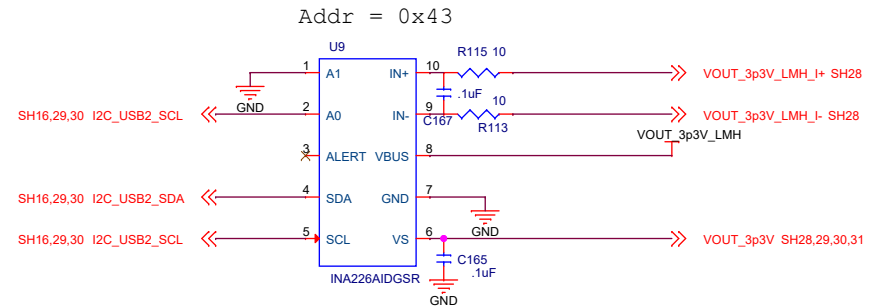 Addr = 0x43
U9
R115 10
1 A1 IN+ 10
VOUT_3p3V_LMH_I+ SH28
GND
.1uF
10
SH16,29,30 I2C_USB2_SCL
2 A0 IN- 9
VOUT_3p3V_LMH_I- SH28
C167
R113
VOUT_3p3V_LMH
3 ALERT VBUS 8
SH16,29,30 I2C_USB2_SDA
4 SDA GND 7
GND
SH16,29,30 I2C_USB2_SCL
5 SCL VS 6
VOUT_3p3V SH28,29,30,31
C165
.1uF
INA226AIDGSR
GND